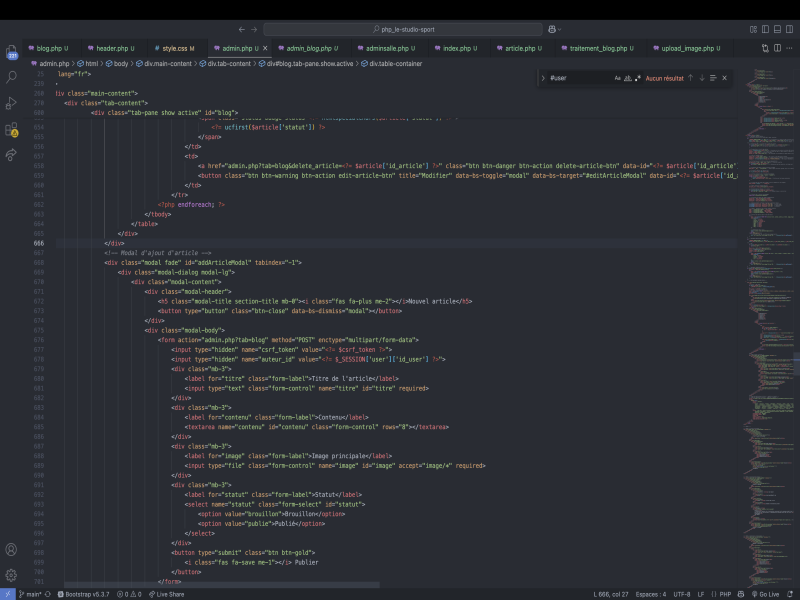 php_le-studio-sport
blog.php U
header.php U
# style.css M
admin.php U
admin_blog.php U
adminsalle.php U
index.php U
article.php U
traitement_blog.php U
upload_image.php U
admin.php > html > body > div.main-content > div.tab-content > div#blog.tab-pane.show.active > div.table-container
#user
Aucun résultat
lang="fr">
div class="main-content">
<div class="tab-content">
<div class="tab-pane show active" id="blog">
<?= ucfirst($article['statut']) ?>
</span>
</td>
<td>
<a href="admin.php?tab=blog&delete_article=<?= $article['id_article'] ?>" class="btn btn-danger btn-action delete-article-btn" data-id="<?= $article['id_article'
<button class="btn btn-warning btn-action edit-article-btn" title="Modifier" data-bs-toggle="modal" data-bs-target="#editArticleModal" data-id="<?= $article['id_a
</td>
</tr>
<?php endforeach; ?>
</tbody>
</table>
</div>
666 </div>
<!-- Modal d'ajout d'article -->
<div class="modal fade" id="addArticleModal" tabindex="-1">
<div class="modal-dialog modal-lg">
<div class="modal-content">
<div class="modal-header">
<h5 class="modal-title section-title mb-0"><i class="fas fa-plus me-2"></i>Nouvel article</h5>
<button type="button" class="btn-close" data-bs-dismiss="modal"></button>
</div>
<div class="modal-body">
<form action="admin.php?tab=blog" method="POST" enctype="multipart/form-data">
<input type="hidden" name="csrf_token" value="<?= $csrf_token ?>">
<input type="hidden" name="auteur_id" value="<?= $_SESSION['user']['id_user'] ?>">
<div class="mb-3">
<label for="titre" class="form-label">Titre de l'article</label>
<input type="text" class="form-control" name="titre" id="titre" required>
</div>
<div class="mb-3">
<label for="contenu" class="form-label">Contenu</label>
<textarea name="contenu" id="contenu" class="form-control" rows="8"></textarea>
</div>
<div class="mb-3">
<label for="image" class="form-label">Image principale</label>
<input type="file" class="form-control" name="image" id="image" accept="image/*" required>
</div>
<div class="mb-3">
<label for="statut" class="form-label">Statut</label>
<select name="statut" class="form-select" id="statut">
<option value="brouillon">Brouillon</option>
<option value="publie">Publié</option>
</select>
</div>
<button type="submit" class="btn btn-gold">
<i class="fas fa-save me-1"></i> Publier
</button>
</form>
main*
Bootstrap v5.3.7
0 0
Live Share
L 666, col 27
Espaces : 4
UTF-8
LF
PHP
Go Live